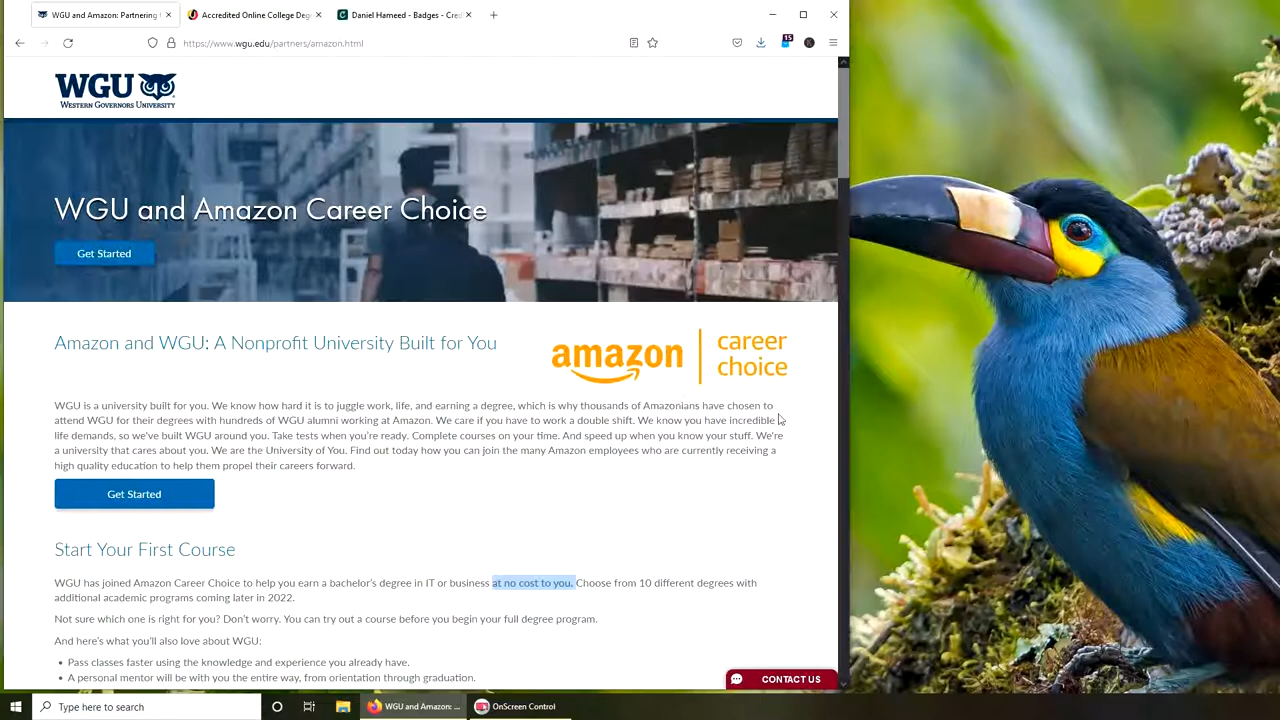 WGU and Amazon: Partnering
Accredited Online College Deg
Daniel Hameed - Badges - Cred
https://www.wgu.edu/partners/amazon.html
15
WGU
WESTERN GOVERNORS UNIVERSITY
WGU and Amazon Career Choice
Get Started
Amazon and WGU: A Nonprofit University Built for You
amazon
career
choice
WGU is a university built for you. We know how hard it is to juggle work, life, and earning a degree, which is why thousands of Amazonians have chosen to
attend WGU for their degrees with hundreds of WGU alumni working at Amazon. We care if you have to work a double shift. We know you have incredible
life demands, so we've built WGU around you. Take tests when you're ready. Complete courses on your time. And speed up when you know your stuff. We're
a university that cares about you. We are the University of You. Find out today how you can join the many Amazon employees who are currently receiving a
high quality education to help them propel their careers forward.
Get Started
Start Your First Course
WGU has joined Amazon Career Choice to help you earn a bachelor's degree in IT or business at no cost to you. Choose from 10 different degrees with
additional academic programs coming later in 2022.
Not sure which one is right for you? Don't worry. You can try out a course before you begin your full degree program.
And here's what you'll also love about WGU:
• Pass classes faster using the knowledge and experience you already have.
• A personal mentor will be with you the entire way, from orientation through graduation.
CONTACT US
Type here to search
WGU and Amazon: ...
OnScreen Control